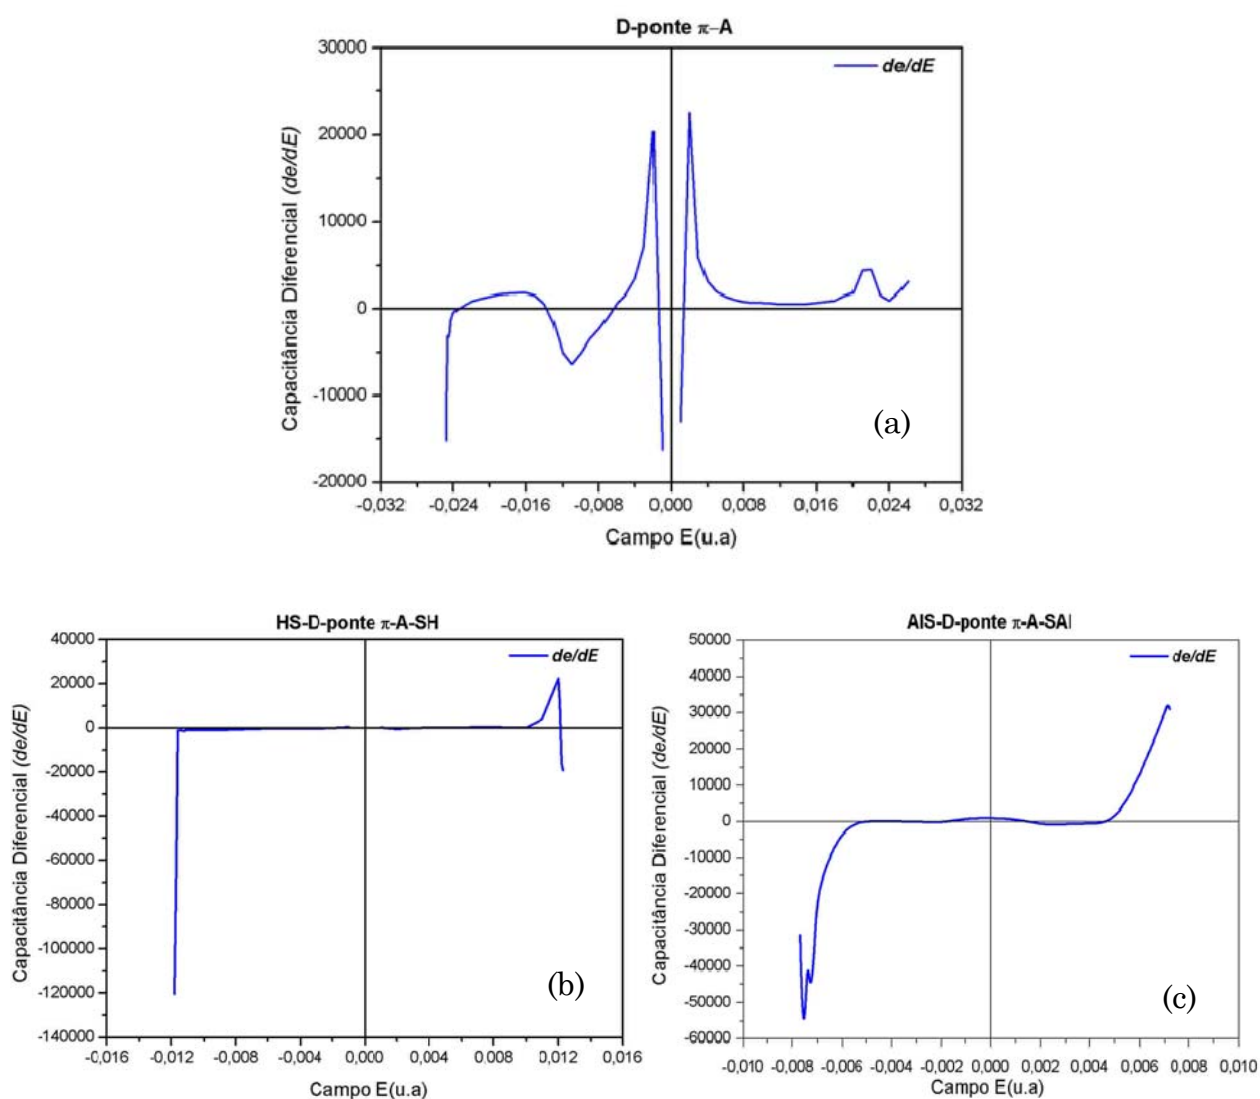 D-ponte π–A
de/dE
Capacitância Diferencial (de/dE)
30000
20000
10000
0
-10000
-20000
(a)
-0,032 -0,024 -0,016 -0,008 0,000 0,008 0,016 0,024 0,032
Campo E(u.a)
HS-D-ponte π-A-SH
de/dE
Capacitância Diferencial (de/dE)
40000
20000
0
-20000
-40000
-60000
-80000
-100000
-120000
-140000
(b)
-0,016 -0,012 -0,008 -0,004 0,000 0,004 0,008 0,012 0,016
Campo E(u.a)
AlS-D-ponte π-A-SAl
de/dE
Capacitância Diferencial (de/dE)
50000
40000
30000
20000
10000
0
-10000
-20000
-30000
-40000
-50000
-60000
(c)
-0,010 -0,008 -0,006 -0,004 -0,002 0,000 0,002 0,004 0,006 0,008 0,010
Campo E(u.a)